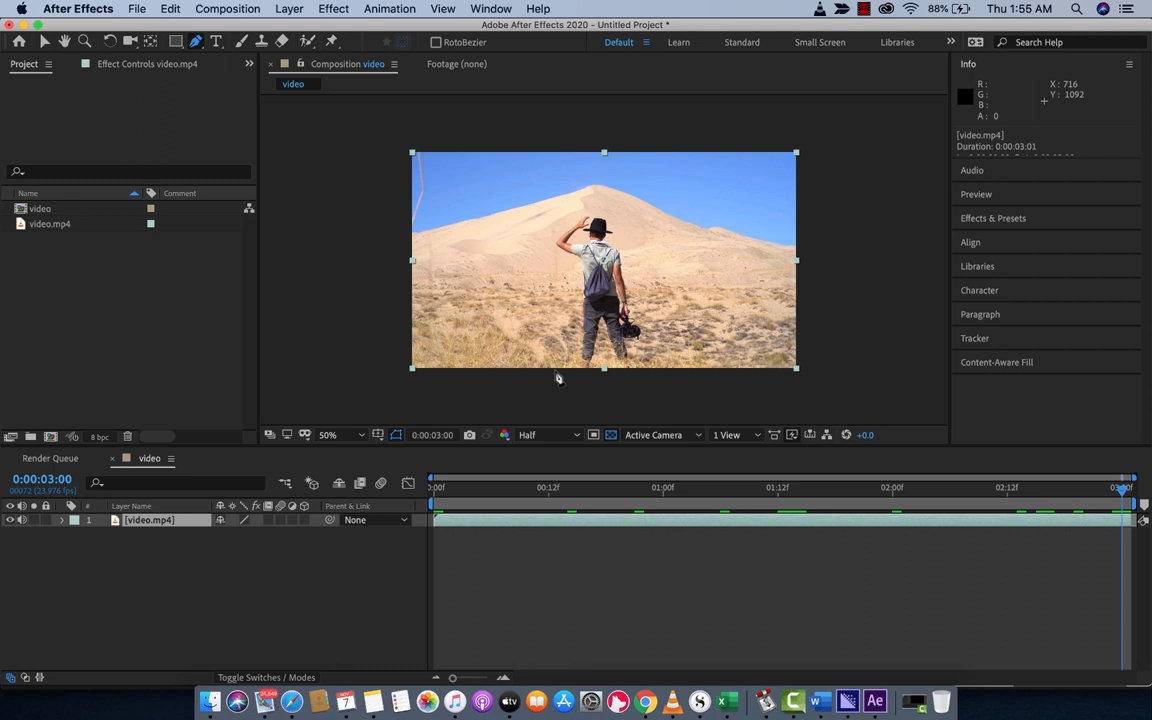 After Effects File Edit Composition Layer Effect Animation View Window Help 88% Thu 1:55 AM
Adobe After Effects 2020 - Untitled Project *
RotoBezier Default Learn Standard Small Screen Libraries Search Help
Project Effect Controls video.mp4 Composition video Footage (none) Info
video
R: X: 716
G: Y: 1092
B:
A: 0
[video.mp4]
Duration: 0:00:03:01
Audio
Name Comment Preview
video Effects & Presets
video.mp4
Align
Libraries
Character
Paragraph
Tracker
Content-Aware Fill
8 bpc 50% 0:00:03:00 Half Active Camera 1 View +0.0
Render Queue video
0:00:03:00
00072 (23.976 fps) :00f 00:12f 01:00f 01:12f 02:00f 02:12f
# Layer Name fx Parent & Link
1 [video.mp4] None
Toggle Switches / Modes